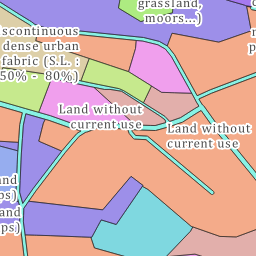 grassland,
moors...)
scontinuous
dense urban
fabric (S.L. :
50% - 80%)
Land without
current use
Land without
current use